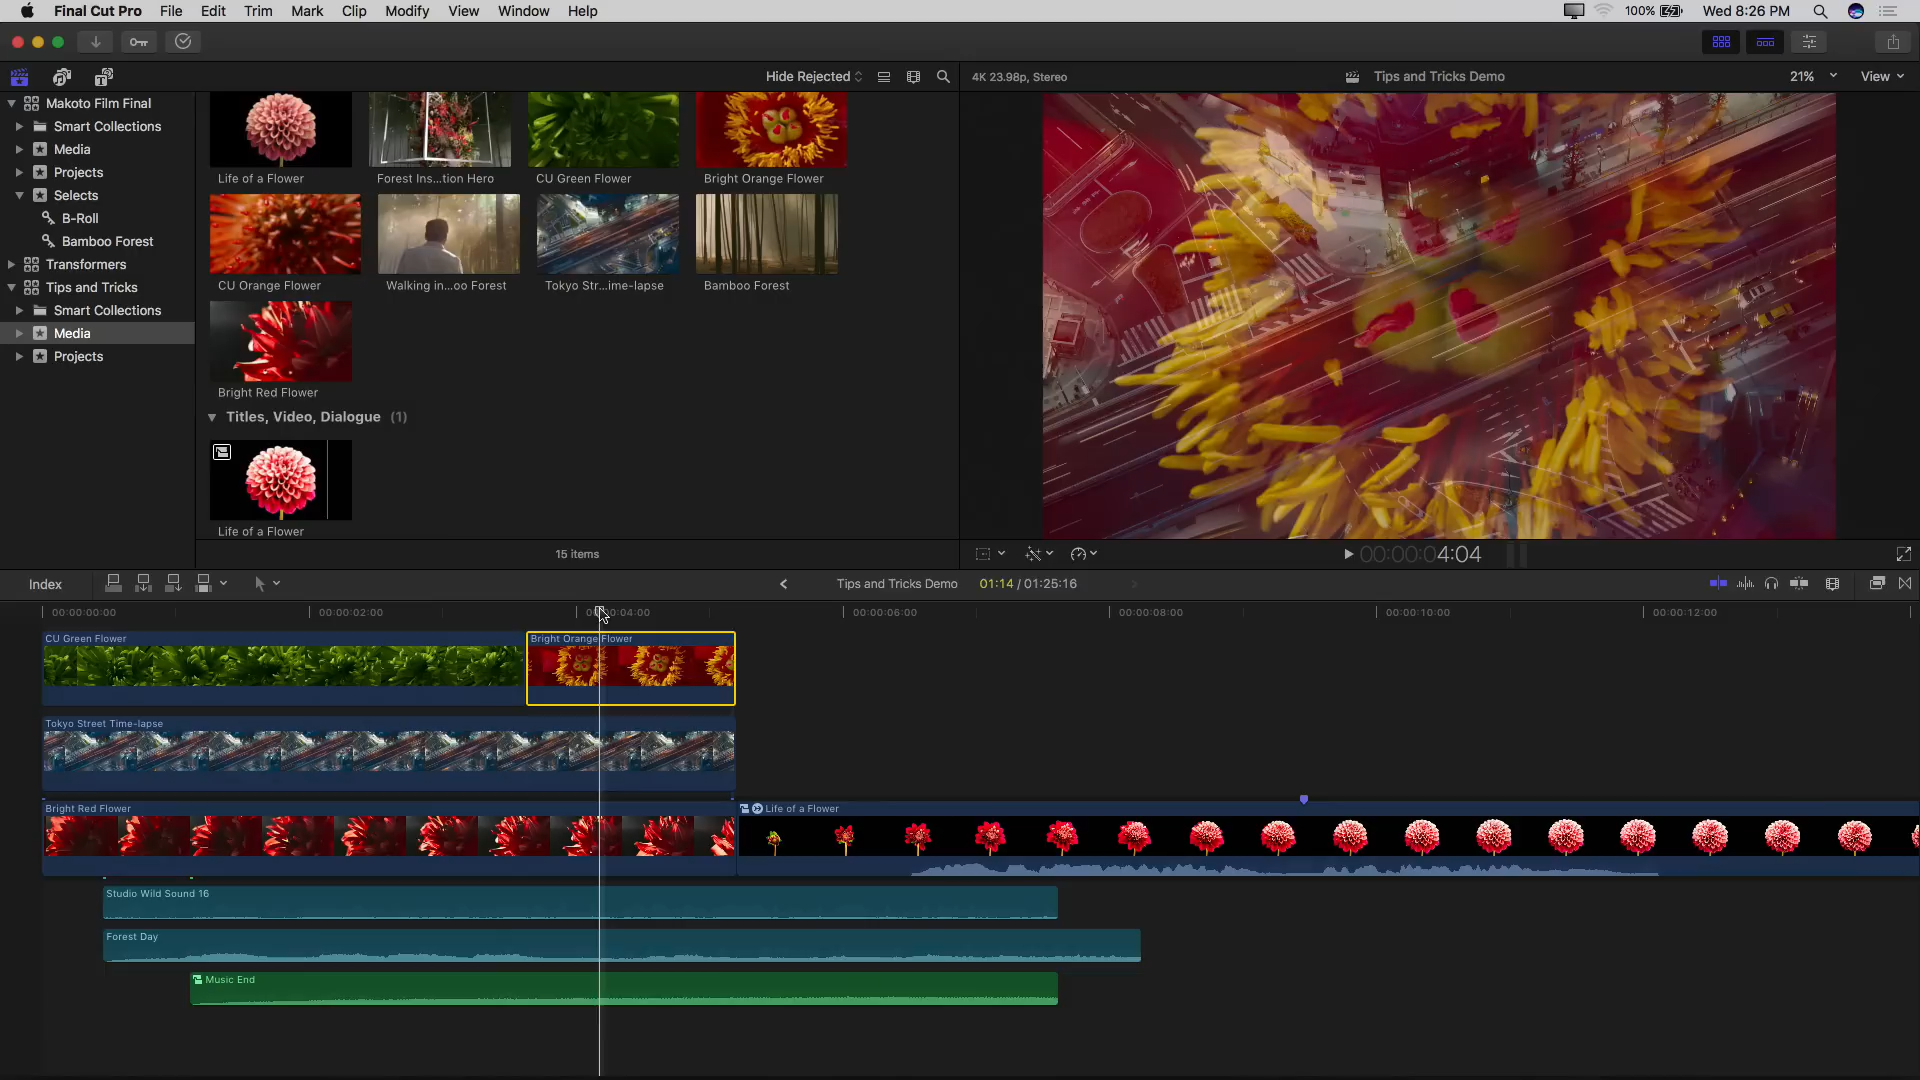 Final Cut Pro File Edit Trim Mark Clip Modify View Window Help 100% Wed 8:26 PM
Hide Rejected 4K 23.98p, Stereo Tips and Tricks Demo 21% View
Makoto Film Final
Smart Collections
Media
Projects
Selects
B-Roll
Bamboo Forest
Transformers
Tips and Tricks
Smart Collections
Media
Projects
Life of a Flower Forest Ins...tion Hero CU Green Flower Bright Orange Flower
CU Orange Flower Walking in...oo Forest Tokyo Str...ime-lapse Bamboo Forest
Bright Red Flower
Titles, Video, Dialogue (1)
Life of a Flower
15 items
00:00:00:04:04
Index Tips and Tricks Demo 01:14 / 01:25:16
00:00:00:00 00:00:02:00 00:00:04:00 00:00:06:00 00:00:08:00 00:00:10:00 00:00:12:00
CU Green Flower Bright Orange Flower
Tokyo Street Time-lapse
Bright Red Flower Life of a Flower
Studio Wild Sound 16
Forest Day
Music End